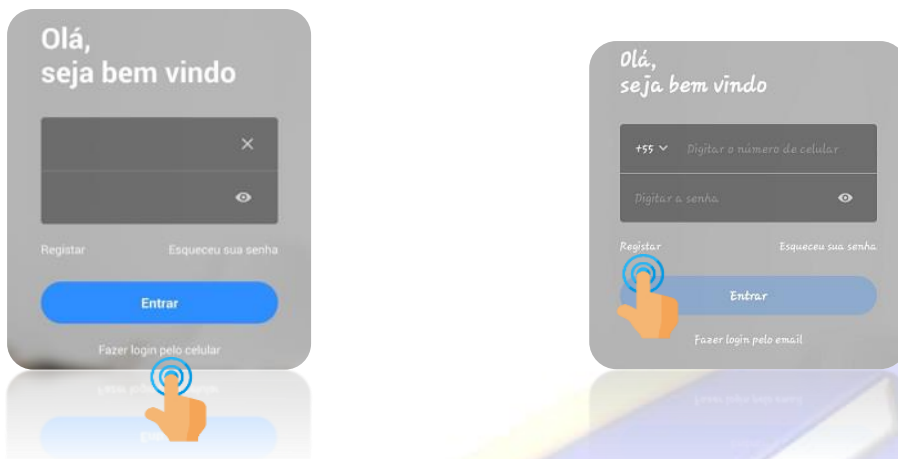 Olá,
seja bem vindo
Registar Esqueceu sua senha
Entrar
Fazer login pelo celular
Olá,
seja bem vindo
+55 Digitar o número de celular
Digitar a senha
Registar Esqueceu sua senha
Entrar
Fazer login pelo email